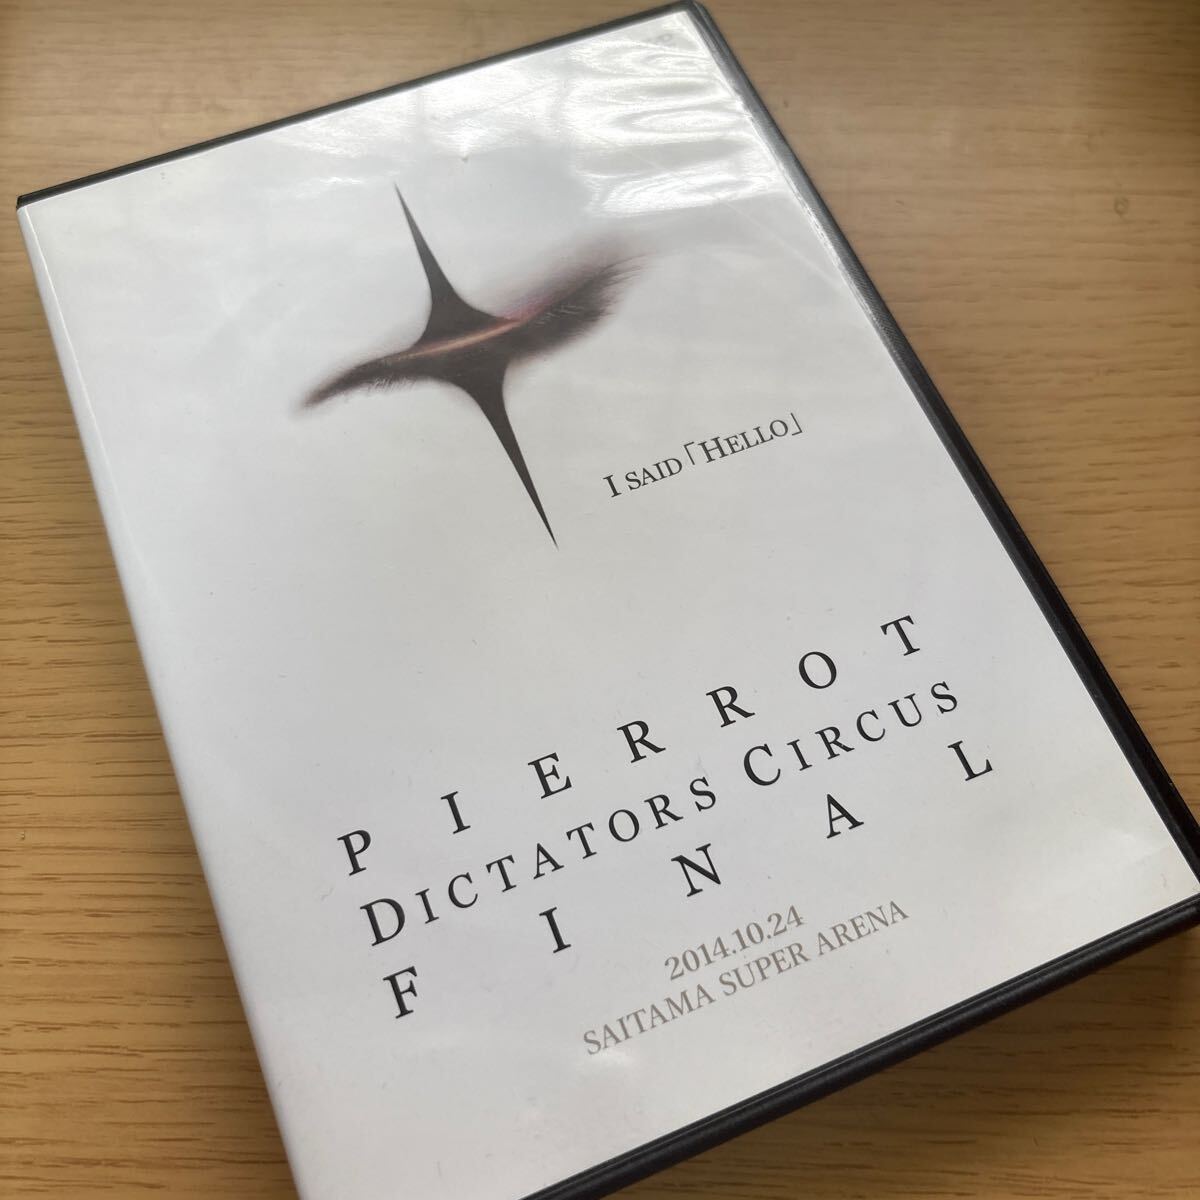 I SAID「HELLO」
PIERROT
DICTATORS CIRCUS
FINAL
2014.10.24
SAITAMA SUPER ARENA